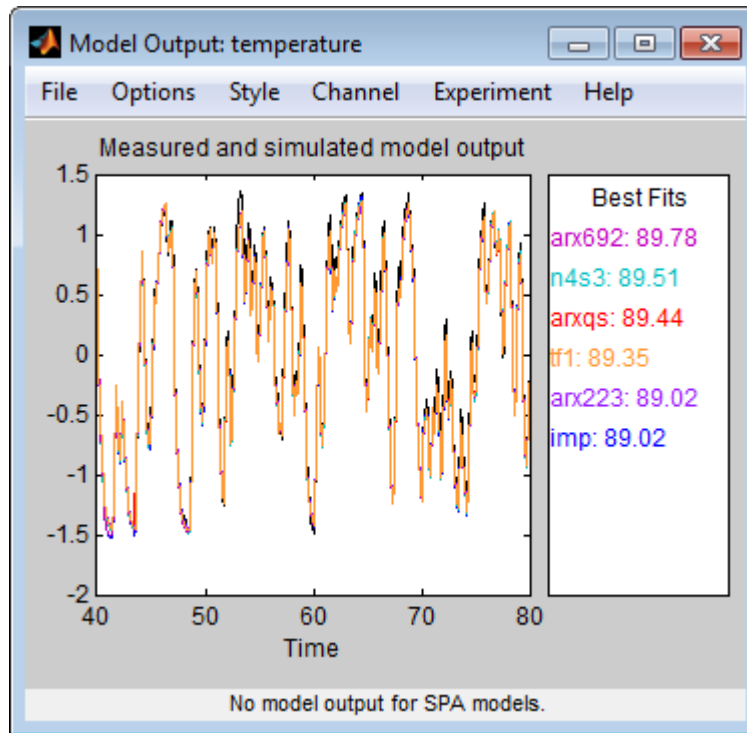 Model Output: temperature
File Options Style Channel Experiment Help
Measured and simulated model output
1.5
1
0.5
0
-0.5
-1
-1.5
-2
40 50 60 70 80
Time
Best Fits
arx692: 89.78
n4s3: 89.51
arxqs: 89.44
tf1: 89.35
arx223: 89.02
imp: 89.02
No model output for SPA models.